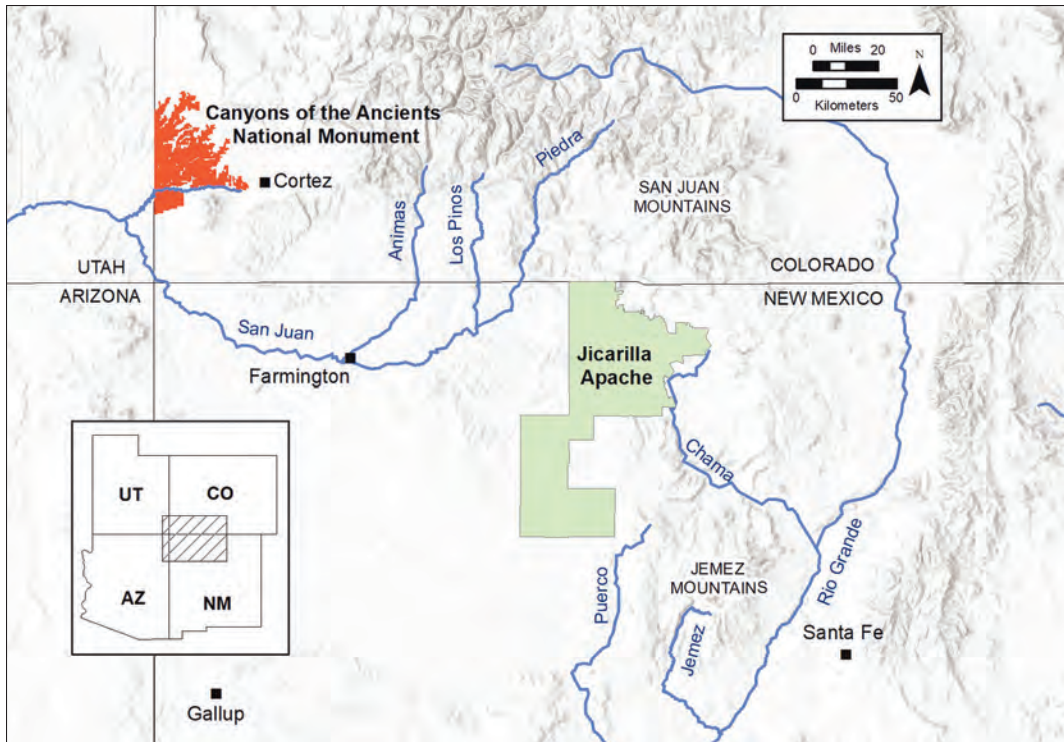 0 Miles 20
N
0 Kilometers 50
Canyons of the Ancients
National Monument
Cortez
Piedra
SAN JUAN
MOUNTAINS
Animas
Los Pinos
UTAH
ARIZONA
COLORADO
NEW MEXICO
San Juan
Farmington
Jicarilla
Apache
Chama
UT
CO
AZ
NM
Puerco
JEMEZ
MOUNTAINS
Jemez
Rio Grande
Santa Fe
Gallup